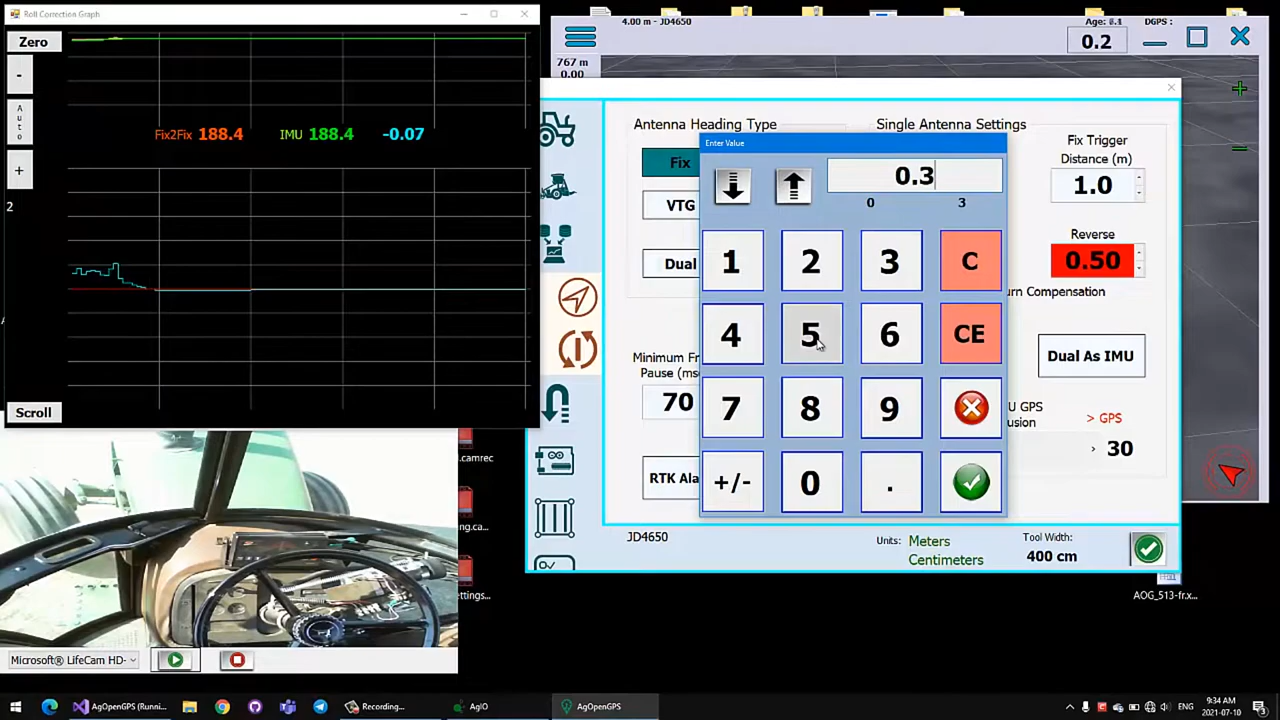 Roll Correction Graph
Zero
-
Auto
+
2
Fix2Fix 188.4 IMU 188.4 -0.07
Scroll
4.00 m - JD4650
767 m
0.00
DGPS :
0.2
Antenna Heading Type
Single Antenna Settings
Fix
VTG
Dual
Minimum Fr
Pause (ms
70
RTK Ala
Enter Value
0.3
0 3
1 2 3 C
4 5 6 CE
7 8 9
+/- 0 .
Fix Trigger
Distance (m)
1.0
Reverse
0.50
urn Compensation
Dual As IMU
U GPS
usion
> GPS
> 30
JD4650
Units:
Meters
Centimeters
Tool Width:
400 cm
.camrec
ng.ca...
ettings...
AOG_513-fr.x...
Microsoft® LifeCam HD-
AgOpenGPS (Runni...
Recording...
AgIO
AgOpenGPS
9:34 AM
2021-07-10
3